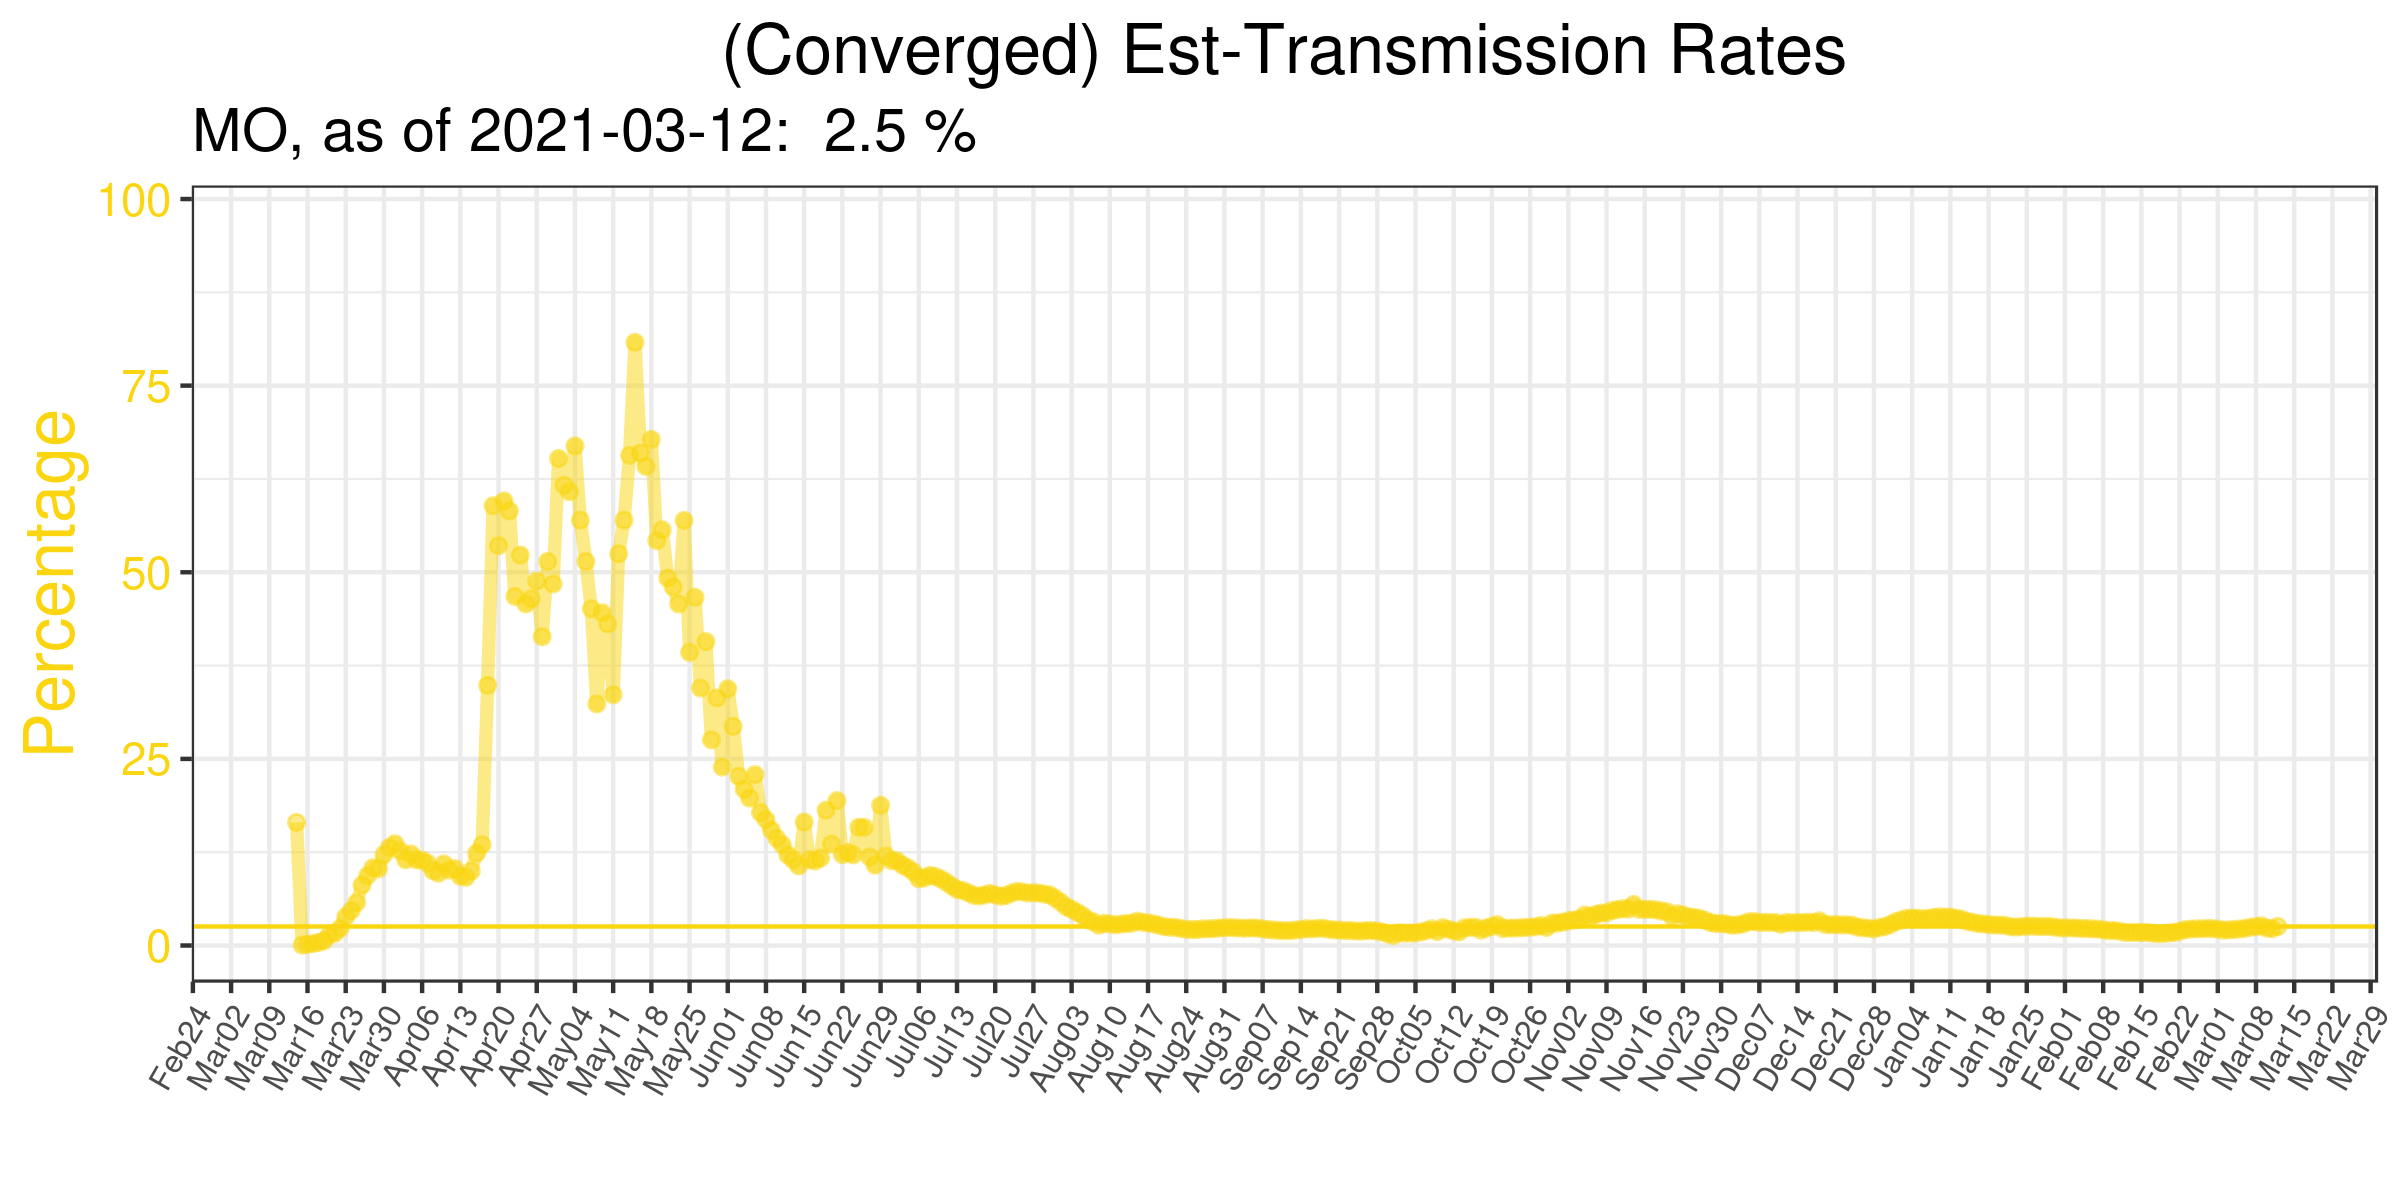 (Converged) Est-Transmission Rates
MO, as of 2021-03-12:  2.5 %
Percentage
100
75
50
25
0
Feb24
Mar02
Mar09
Mar16
Mar23
Mar30
Apr06
Apr13
Apr20
Apr27
May04
May11
May18
May25
Jun01
Jun08
Jun15
Jun22
Jun29
Jul06
Jul13
Jul20
Jul27
Aug03
Aug10
Aug17
Aug24
Aug31
Sep07
Sep14
Sep21
Sep28
Oct05
Oct12
Oct19
Oct26
Nov02
Nov09
Nov16
Nov23
Nov30
Dec07
Dec14
Dec21
Dec28
Jan04
Jan11
Jan18
Jan25
Feb01
Feb08
Feb15
Feb22
Mar01
Mar08
Mar15
Mar22
Mar29